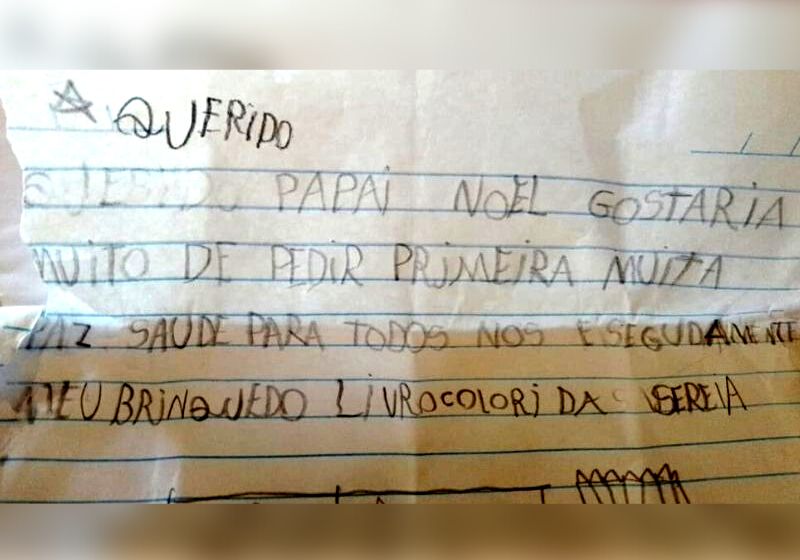 QUERiDO
QUERiDO PAPAi NOEL GOSTARiA
MUiTO DE PEDiR PRiMEiRA MUiTA
PAZ SAUDE PARA TODOS NOS E SEGUDAMENTE
MEU BRiNQUEDO LiVROCOLORi DA SEREiA